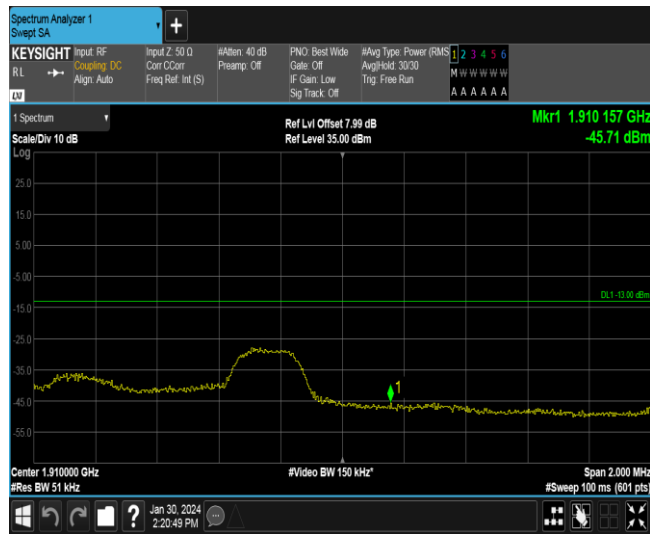 Spectrum Analyzer 1
Swept SA
+
KEYSIGHT
RL
LXI
Input: RF
Coupling: DC
Align: Auto
Input Z: 50 Ω
Corr CCorr
Freq Ref: Int (S)
#Atten: 40 dB
Preamp: Off
PNO: Best Wide
Gate: Off
IF Gain: Low
Sig Track: Off
#Avg Type: Power (RMS
Avg|Hold: 30/30
Trig: Free Run
1 2 3 4 5 6
M W W W W W
A A A A A A
1 Spectrum
Scale/Div 10 dB
Ref Lvl Offset 7.99 dB
Ref Level 35.00 dBm
Mkr1 1.910 157 GHz
-45.71 dBm
Log
25.0
15.0
5.00
-5.00
DL1 -13.00 dBm
-15.0
-25.0
-35.0
1
-45.0
-55.0
Center 1.910000 GHz
#Video BW 150 kHz*
Span 2.000 MHz
#Res BW 51 kHz
#Sweep 100 ms (601 pts)
?
Jan 30, 2024
2:20:49 PM